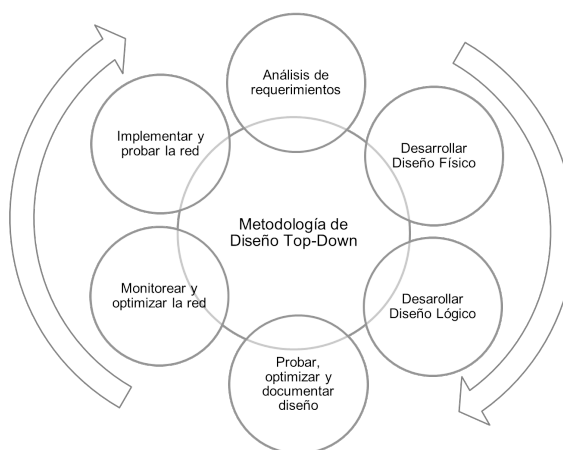 Análisis de
requerimientos
Desarrollar
Diseño Físico
Desarollar
Diseño Lógico
Probar,
optimizar y
documentar
diseño
Monitorear y
optimizar la red
Implementar y
probar la red
Metodología de
Diseño Top-Down